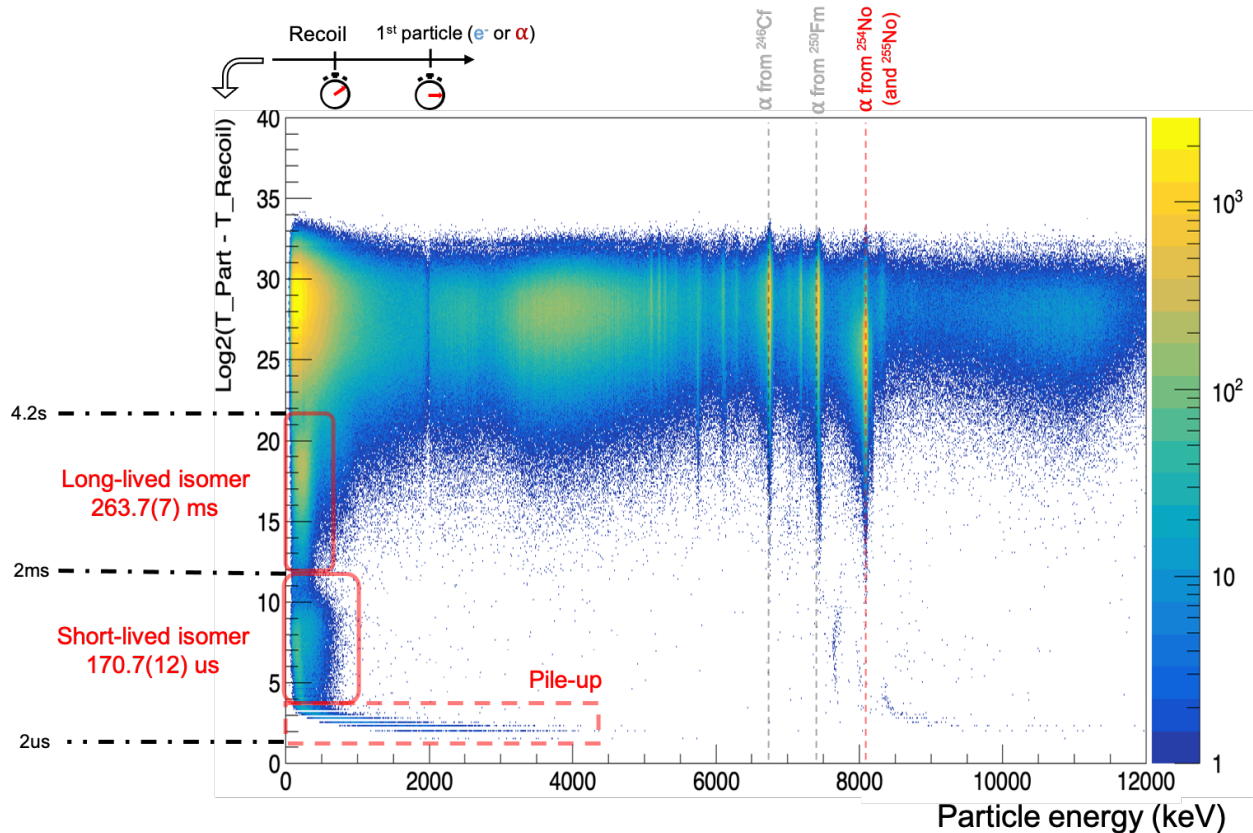 Recoil
1st particle (e- or α)
α from 246Cf
α from 250Fm
α from 254No
(and 255No)
Log2(T_Part - T_Recoil)
40
35
30
25
20
15
10
5
0
4.2s
Long-lived isomer
263.7(7) ms
2ms
Short-lived isomer
170.7(12) us
Pile-up
2us
0
2000
4000
6000
8000
10000
12000
Particle energy (keV)
10³
10²
10
1